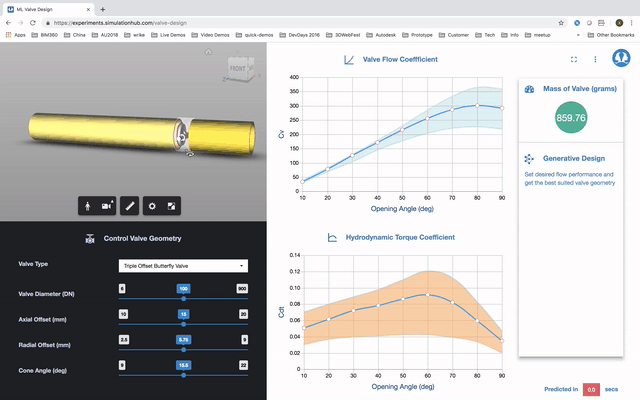 ML Valve Design
https://experiments.simulationhub.com/valve-design
Apps
BIM360
China
AU/2018
wrika
Live Demos
Video Demos
quick-demos
DevDays 2016
3DWebFest
Autodesk
Prototype
Customer
Tech
Info
meetup
»
Other Bookmarks
FRONT
Control Valve Geometry
Valve Type
Triple Offset Butterfly Valve
Valve Diameter (DN)
6
100
900
Axial Offset (mm)
10
15
20
Radial Offset (mm)
2.5
5.75
9
Cone Angle (deg)
9
15.5
22
Valve Flow Coeffficient
400
350
300
250
200
150
100
50
0
Cv
10 20 30 40 50 60 70 80 90
Opening Angle (deg)
Hydrodynamic Torque Coefficient
0.14
0.12
0.10
0.08
0.06
0.04
0.02
0
Cdt
10 20 30 40 50 60 70 80 90
Opening Angle (deg)
Mass of Valve (grams)
859.76
Generative Design
Set desired flow performance and
get the best suited valve geometry
Predicted in 0.0 secs